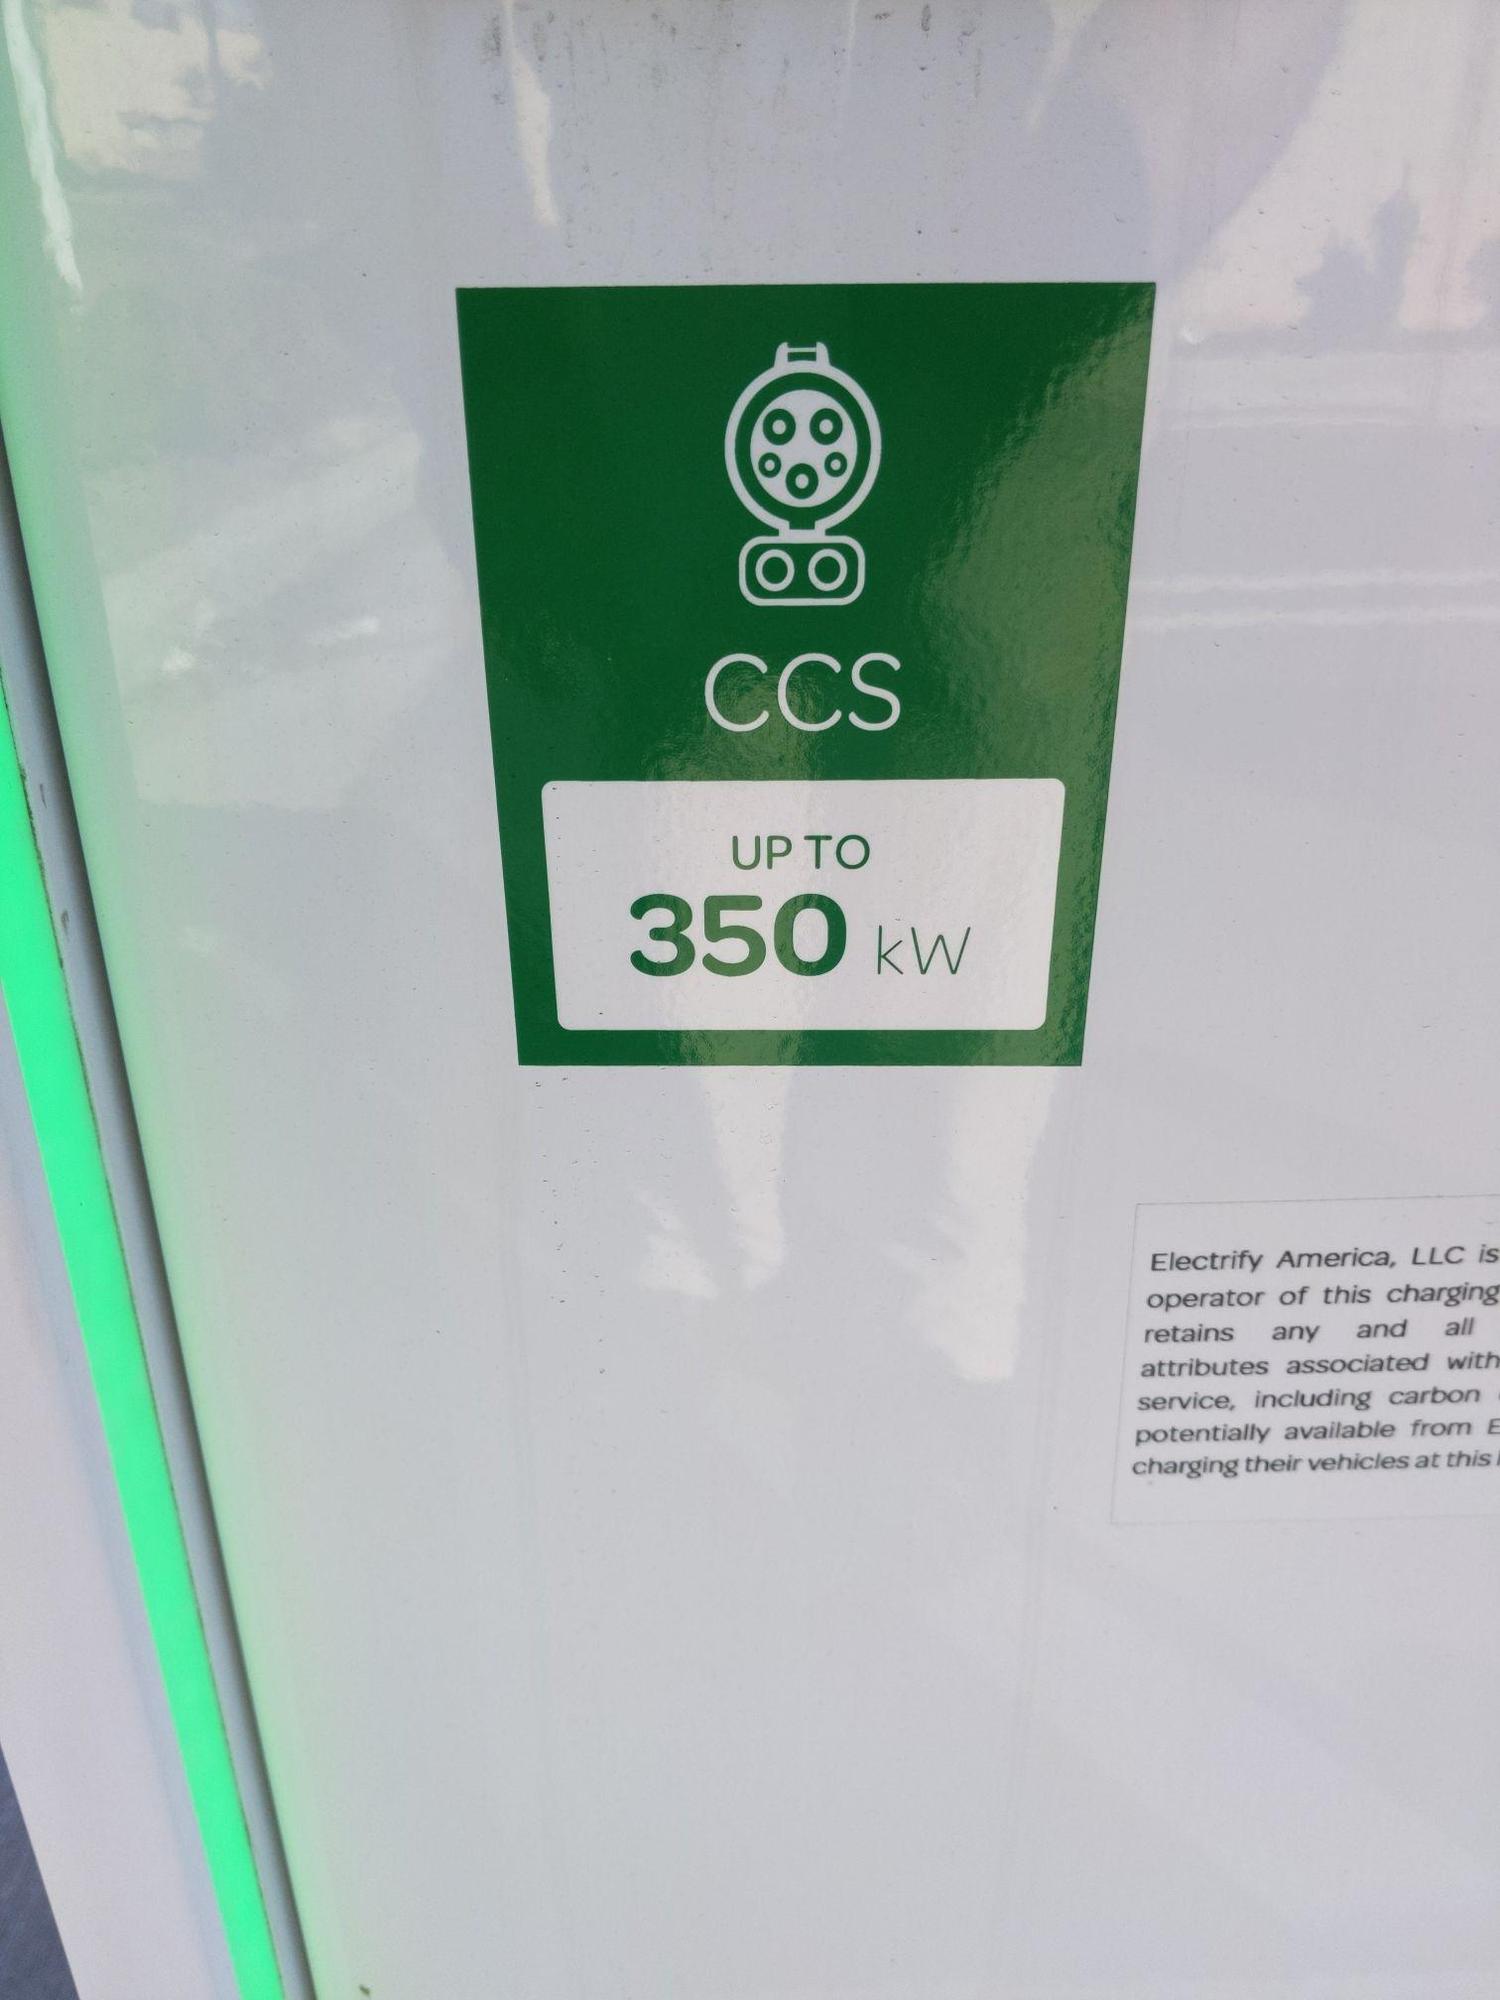 CCS
UP TO
350 kW
Electrify America, LLC is
operator of this charging
retains any and all
attributes associated with
service, including carbon
potentially available from E
charging their vehicles at this